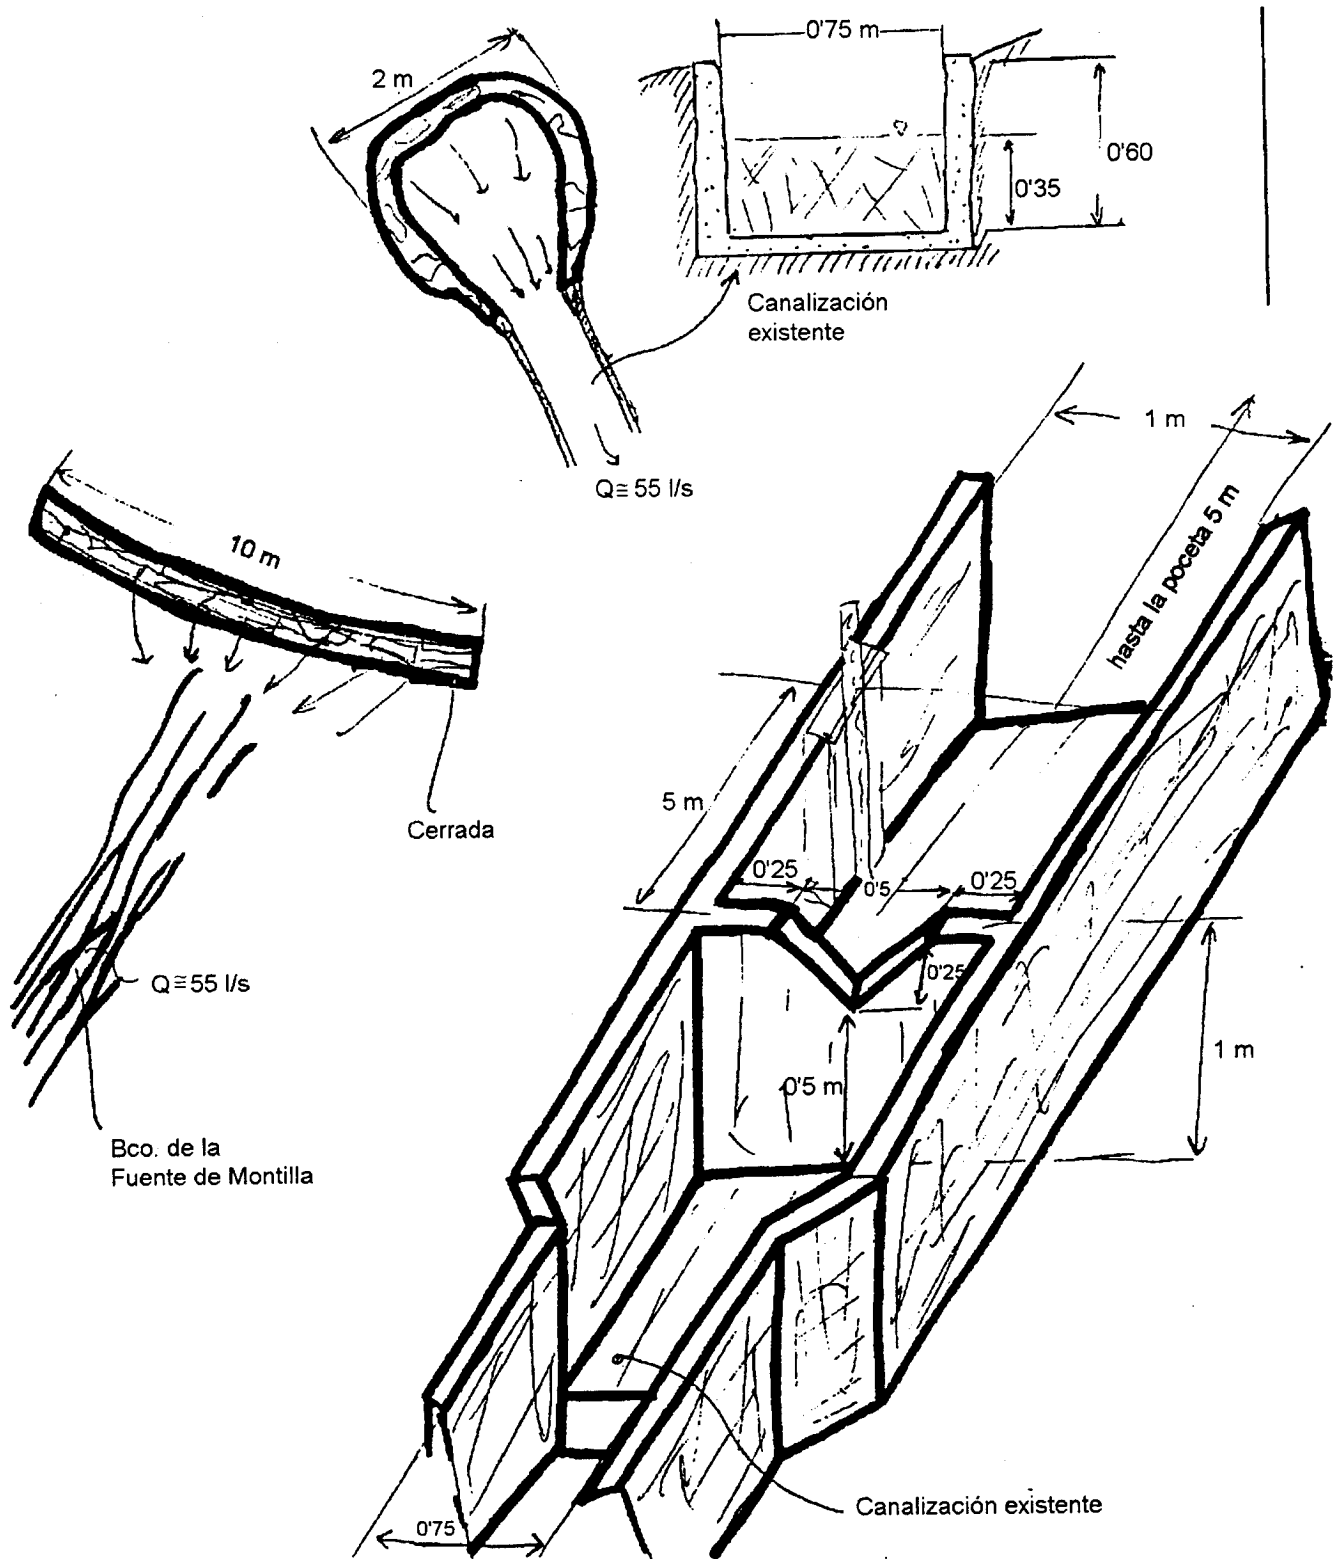 0'75 m
2 m
0'60
0'35
Canalización
existente
Q≅ 55 l/s
1 m
hasta la poceta 5 m
10 m
5 m
Cerrada
0'25
0'5
0'25
0'25
Q≅55 l/s
0'5 m
1 m
Bco. de la
Fuente de Montilla
Canalización existente
0'75